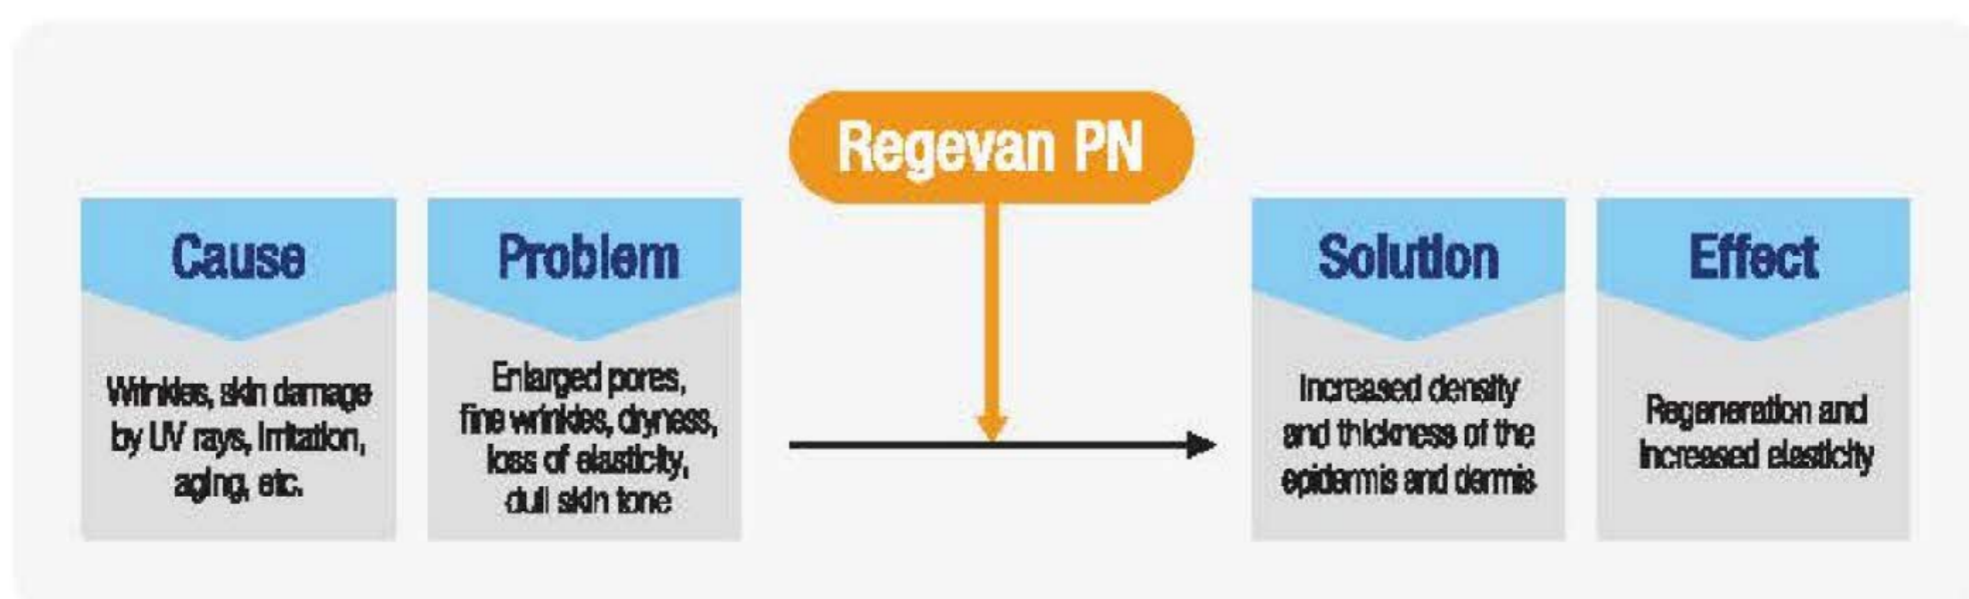 Regevan PN
Cause
Wrinkles, skin damage
by UV rays, Irritation,
aging, etc.
Problem
Enlarged pores,
fine wrinkles, dryness,
loss of elasticity,
dull skin tone
Solution
Increased density
and thickness of the
epidermis and dermis
Effect
Regeneration and
increased elasticity